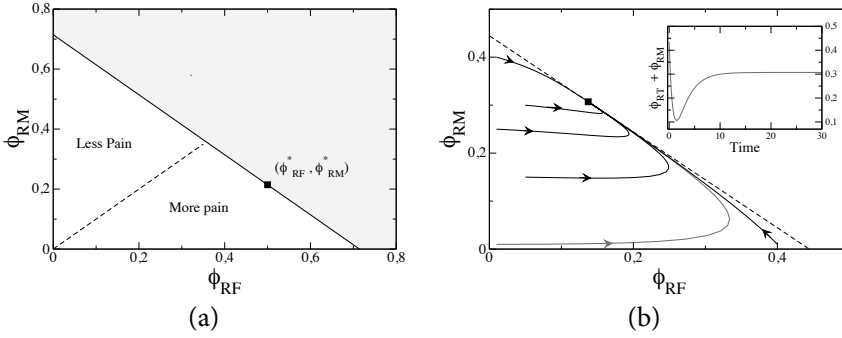 0,8
0,6
0,4
0,2
0
ϕRM
Less Pain
More pain
(ϕ*RF , ϕ*RM)
0
0,2
0,4
0,6
0,8
ϕRF
(a)
0,4
0,2
0
ϕRM
0
0,2
0,4
ϕRF
(b)
ϕRT + ϕRM
0,5
0,4
0,3
0,2
0,1
0
10
20
30
Time